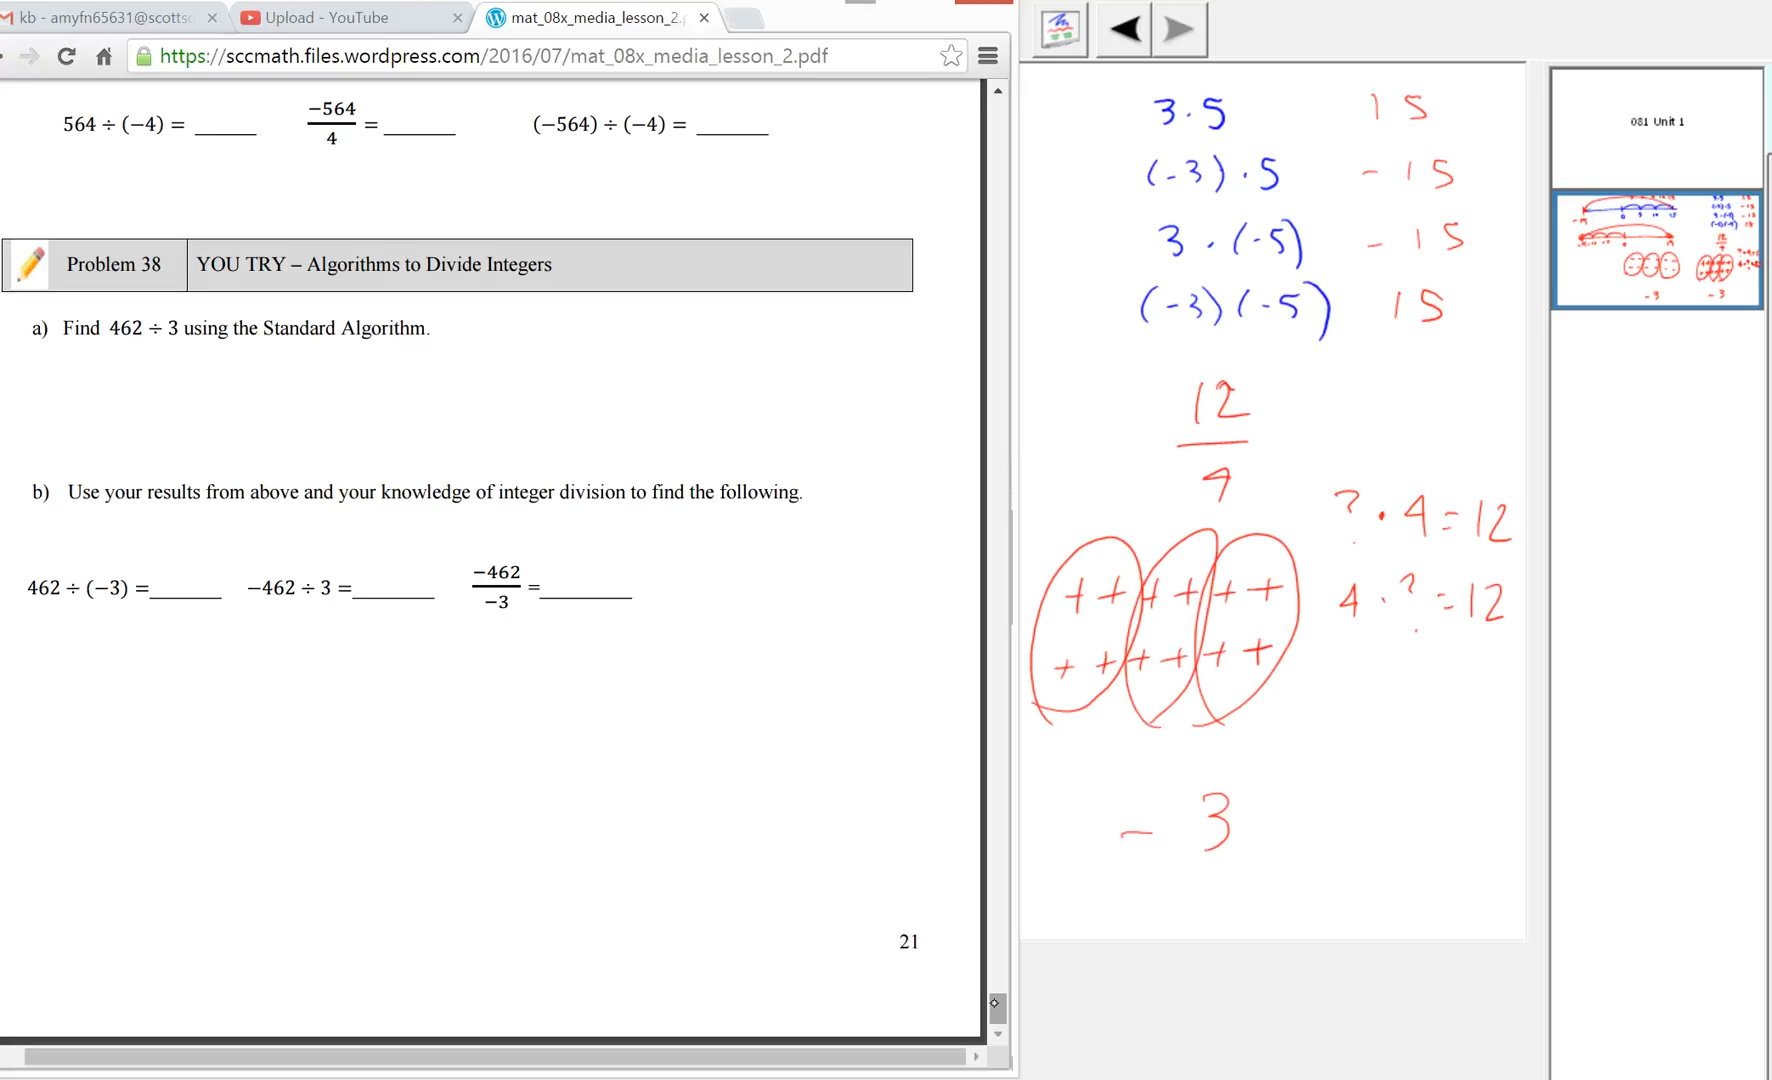 kb - amyfn65631@scotts
Upload - YouTube
mat_08x_media_lesson_2.p
https://sccmath.files.wordpress.com/2016/07/mat_08x_media_lesson_2.pdf
564 ÷ (−4) = _____ −564/4 = ______ (−564) ÷ (−4) = ______
Problem 38 YOU TRY – Algorithms to Divide Integers
a) Find 462 ÷ 3 using the Standard Algorithm.
b) Use your results from above and your knowledge of integer division to find the following.
462 ÷ (−3) =______ −462 ÷ 3 =______ −462/−3 =________
21
3 · 5 15
(-3) · 5 - 15
3 · (-5) - 15
(-3)(-5) 15
12
4
? · 4 = 12
4 · ? = 12
+ + + + + +
+ + + + + +
- 3
081 Unit 1